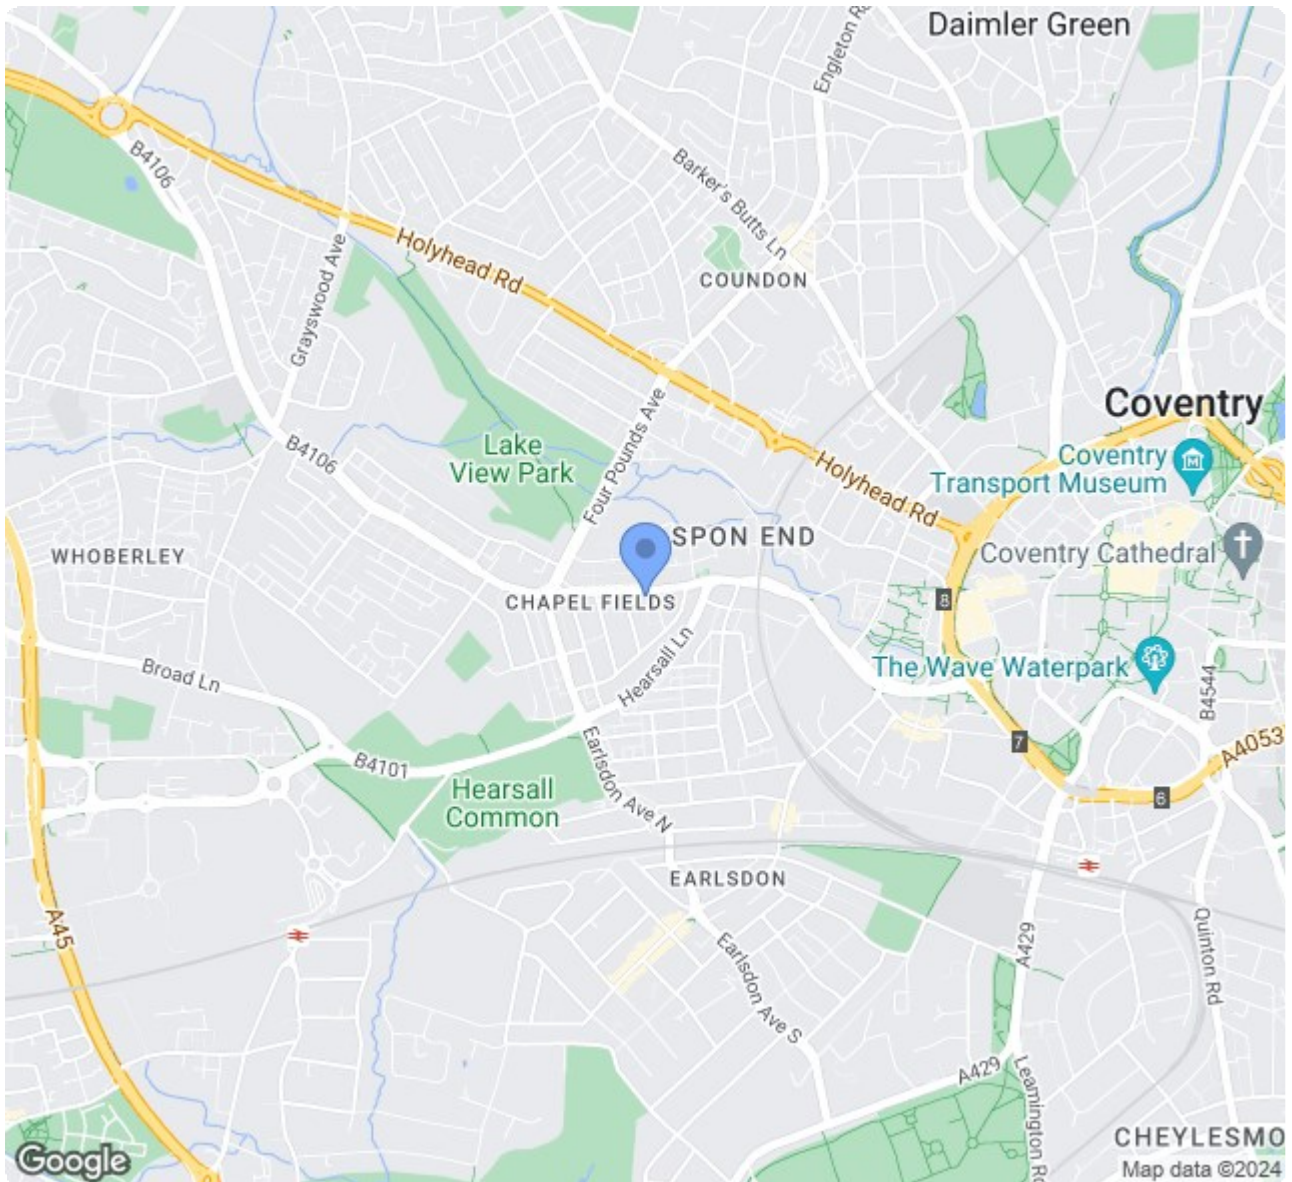 Daimler Green
Engleton Rd
B4106
Barker's Butts Ln
Holyhead Rd
COUNDON
Grayswood Ave
Coventry
Four Pounds Ave
B4106
Lake
View Park
Coventry
Transport Museum
Holyhead Rd
SPON END
WHOBERLEY
Coventry Cathedral
CHAPEL FIELDS
8
Hearsall Ln
The Wave Waterpark
Broad Ln
B4544
7
A4053
B4101
Earlsdon Ave N
Hearsall
Common
6
EARLSDON
A45
A429
Quinton Rd
Earlsdon Ave S
A429
Leamington Rd
CHEYLESMO
Google
Map data ©2024